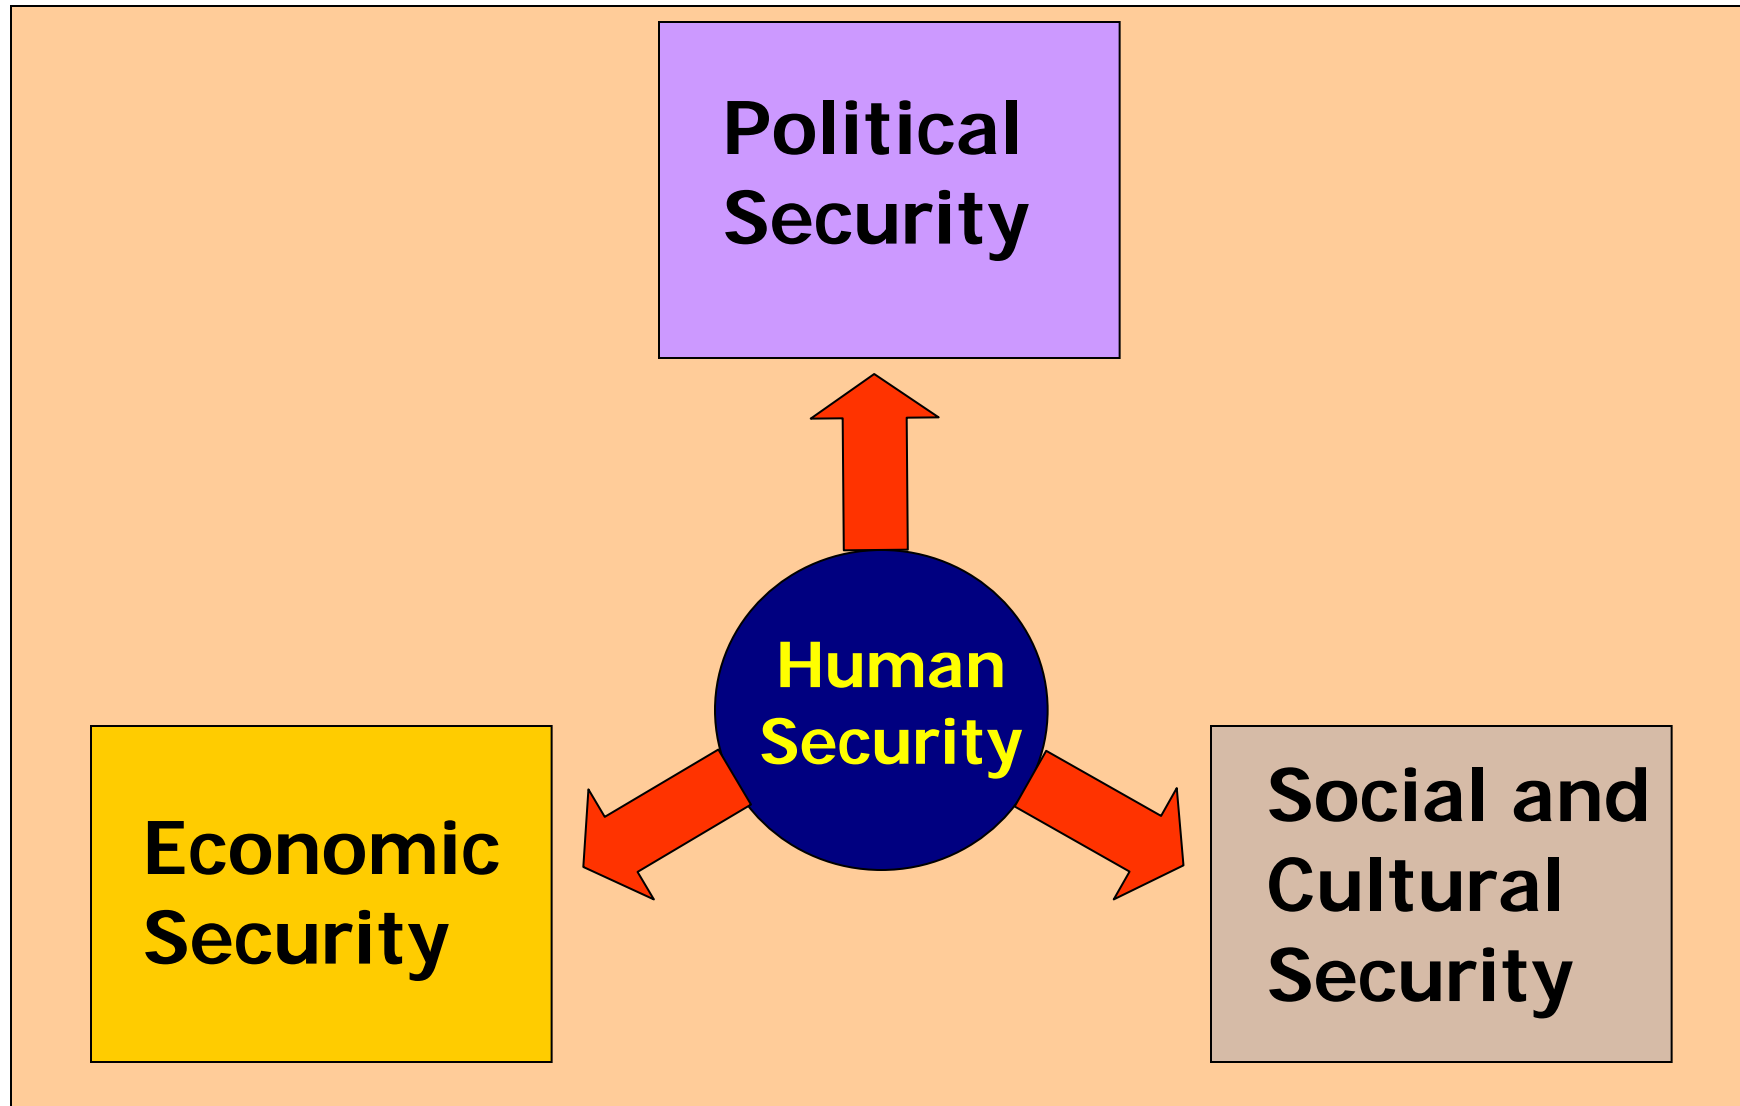 Political
Security
Human
Security
Economic
Security
Social and
Cultural
Security